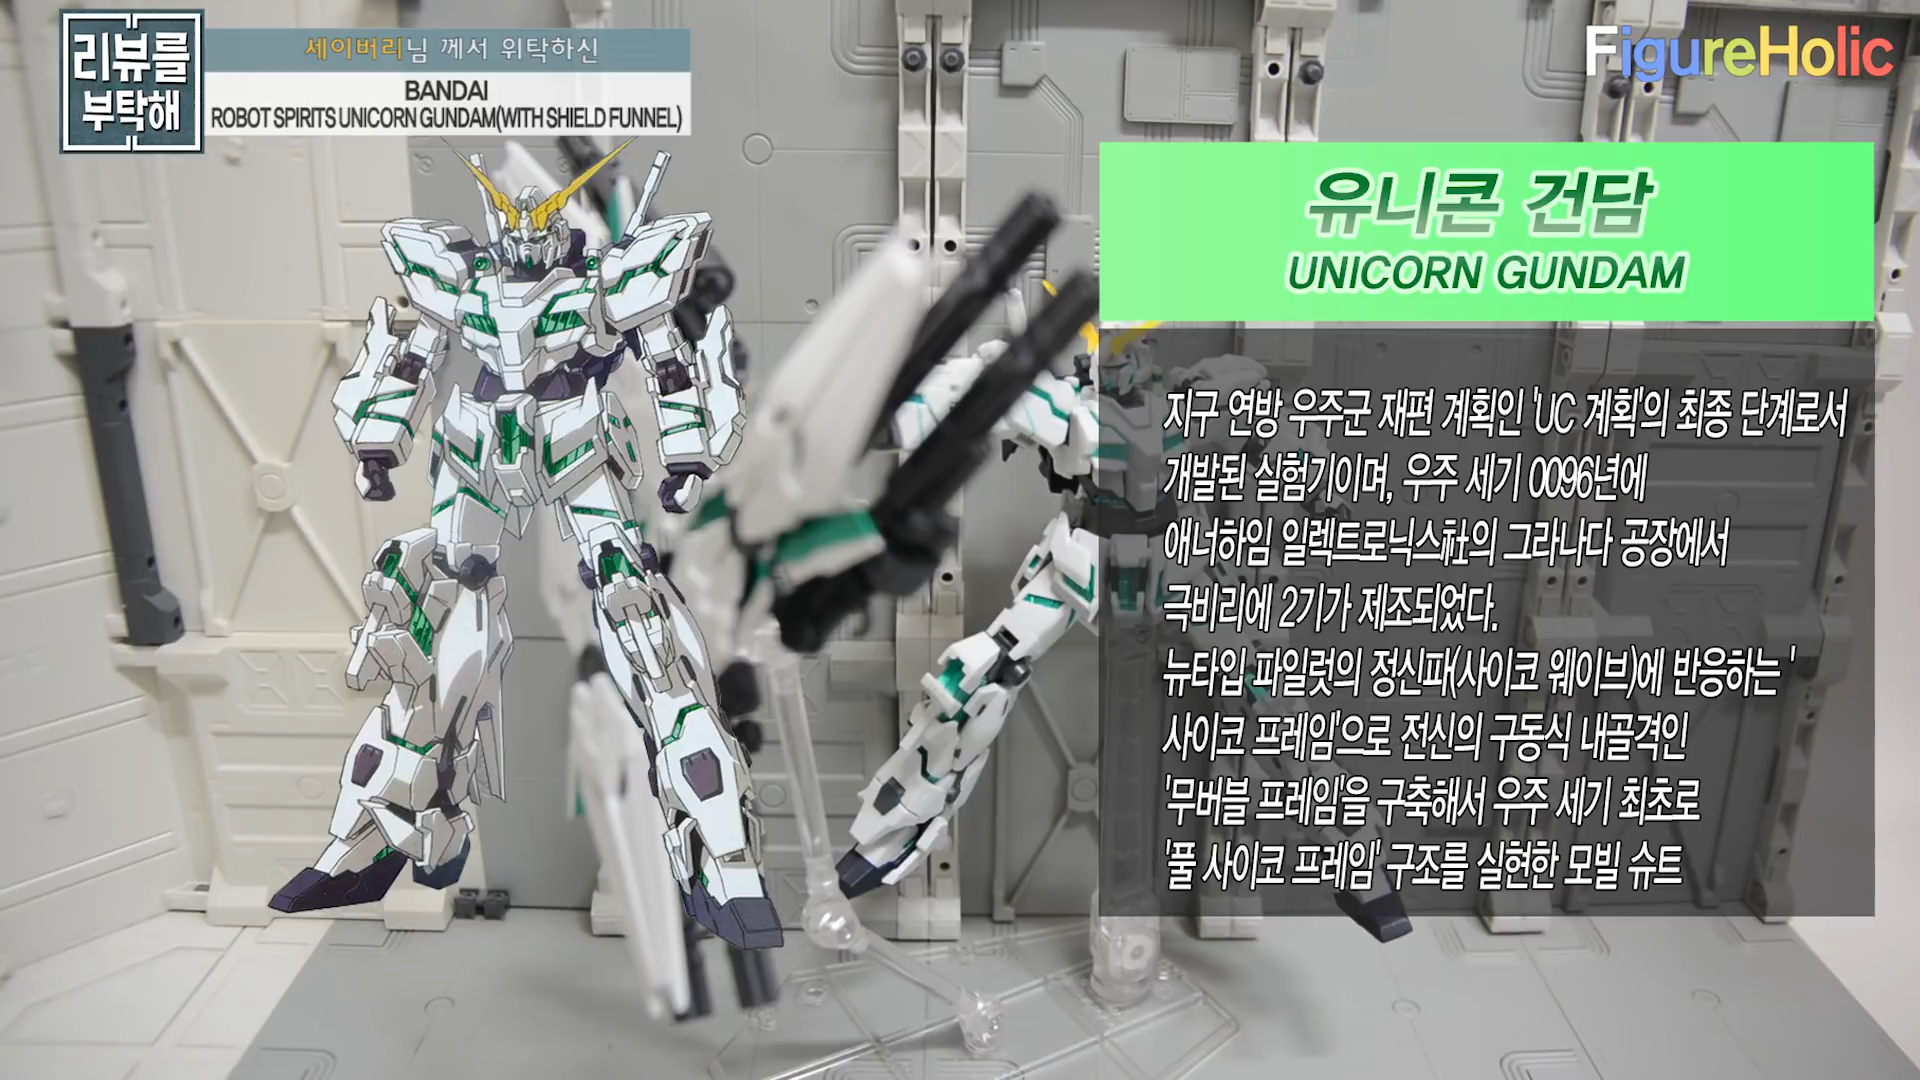 리뷰를
부탁해
세이버리님 께서 위탁하신
BANDAI
ROBOT SPIRITS UNICORN GUNDAM(WITH SHIELD FUNNEL)
FigureHolic
유니콘 건담
UNICORN GUNDAM
지구 연방 우주군 재편 계획인 'UC 계획'의 최종 단계로서
개발된 실험기이며, 우주 세기 0096년에
애너하임 일렉트로닉스社의 그라나다 공장에서
극비리에 2기가 제조되었다.
뉴타입 파일럿의 정신파(사이코 웨이브)에 반응하는 '
사이코 프레임'으로 전신의 구동식 내골격인
'무버블 프레임'을 구축해서 우주 세기 최초로
'풀 사이코 프레임' 구조를 실현한 모빌 슈트